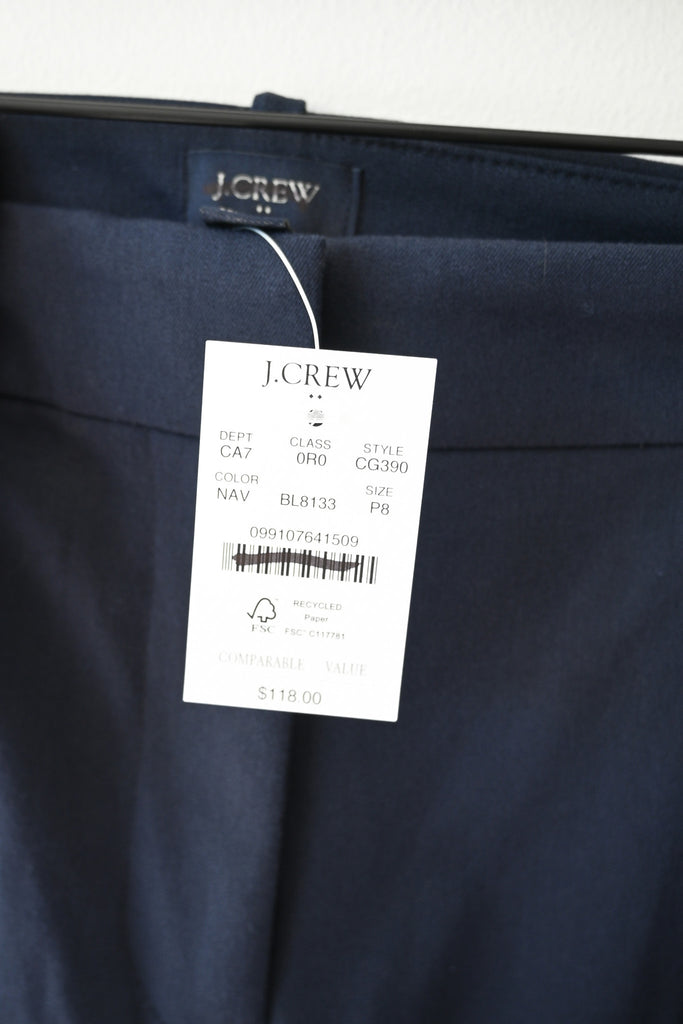 J.CREW
J.CREW
DEPT CLASS STYLE
CA7 0R0 CG390
COLOR SIZE
NAV BL8133 P8
099107641509
RECYCLED
Paper
FSC FSC® C117761
COMPARABLE VALUE
$118.00